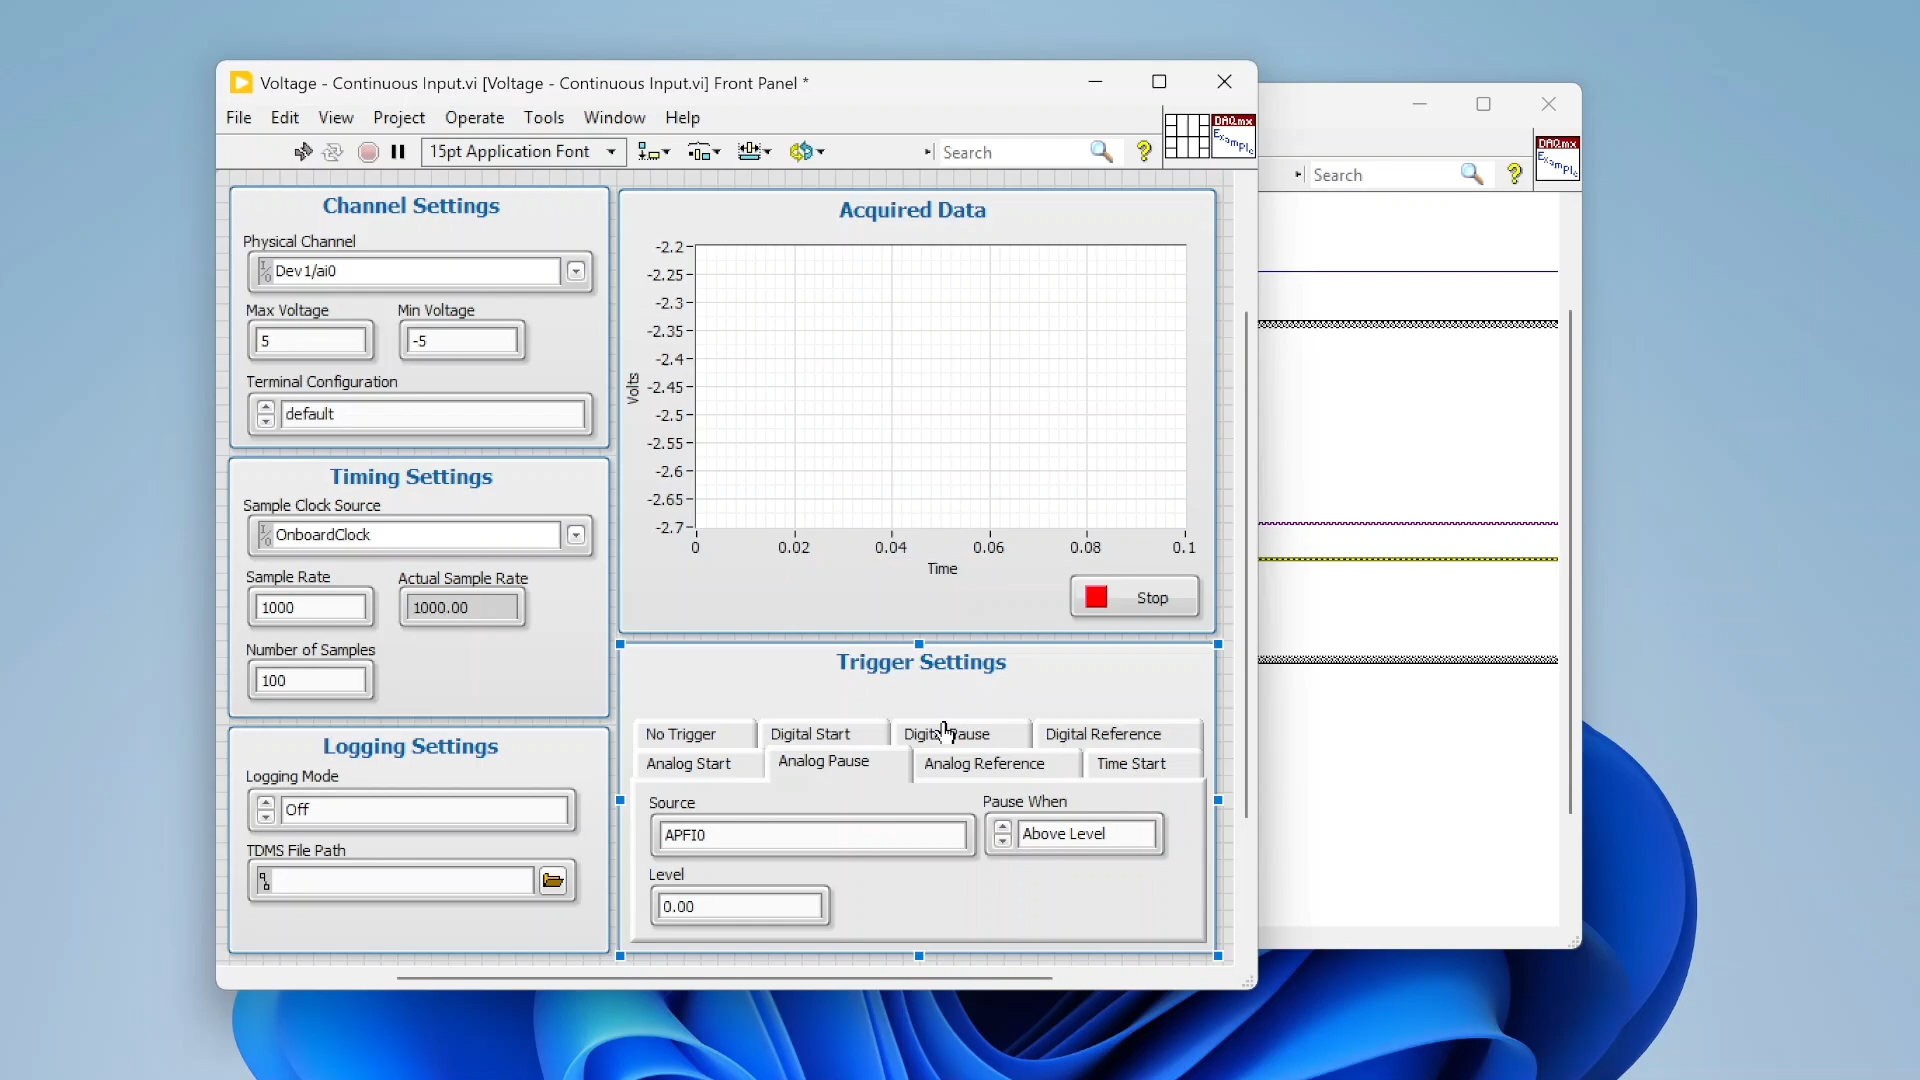 Voltage - Continuous Input.vi [Voltage - Continuous Input.vi] Front Panel *
File Edit View Project Operate Tools Window Help
15pt Application Font
Search
?
DAQmx
Example
Search
?
DAQmx
Example
Channel Settings
Physical Channel
Dev1/ai0
Max Voltage Min Voltage
5 -5
Terminal Configuration
default
Timing Settings
Sample Clock Source
OnboardClock
Sample Rate Actual Sample Rate
1000 1000.00
Number of Samples
100
Logging Settings
Logging Mode
Off
TDMS File Path
Acquired Data
Volts
-2.2
-2.25
-2.3
-2.35
-2.4
-2.45
-2.5
-2.55
-2.6
-2.65
-2.7
0 0.02 0.04 0.06 0.08 0.1
Time
Stop
Trigger Settings
No Trigger Digital Start Digital Pause Digital Reference
Analog Start Analog Pause Analog Reference Time Start
Source Pause When
APFI0 Above Level
Level
0.00